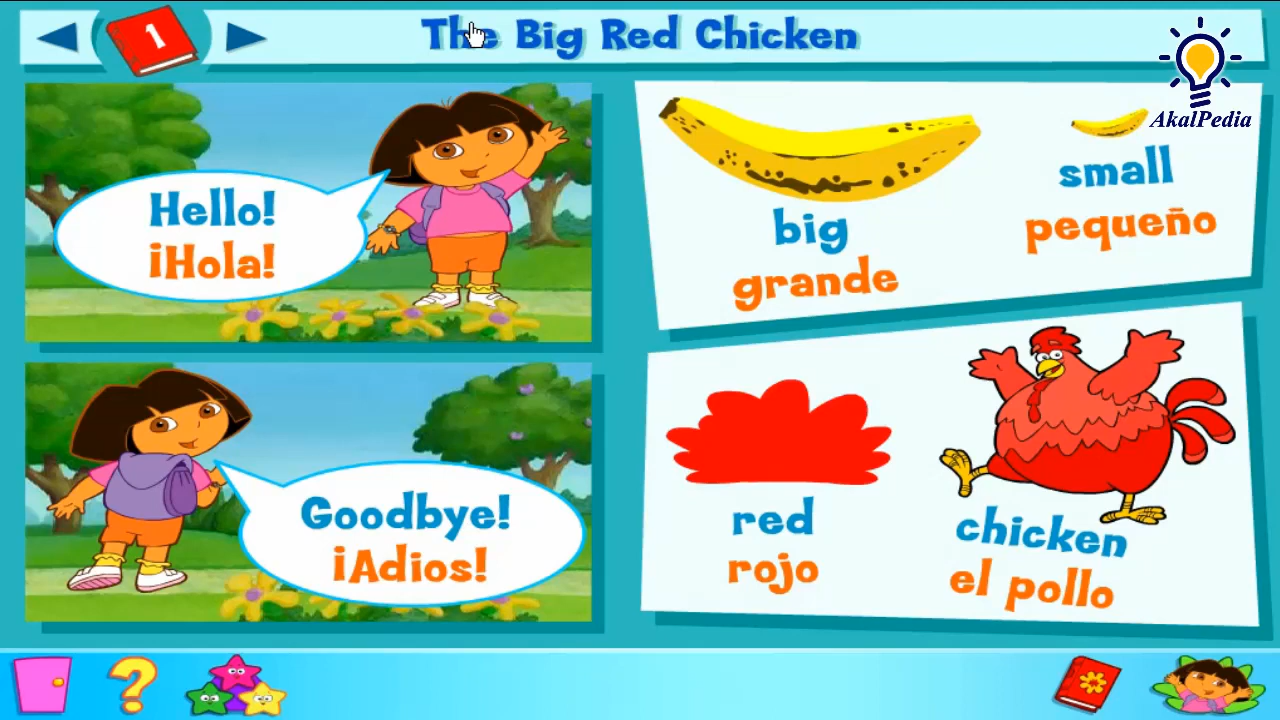 1
The Big Red Chicken
AkalPedia
Hello!
¡Hola!
big
grande
small
pequeño
Goodbye!
¡Adios!
red
rojo
chicken
el pollo
?